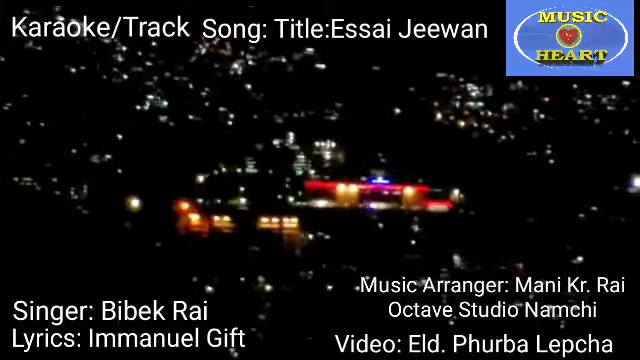 Karaoke/Track Song: Title:Essai Jeewan
MUSIC
HEART
Music Arranger: Mani Kr. Rai
Octave Studio Namchi
Singer: Bibek Rai
Lyrics: Immanuel Gift
Video: Eld. Phurba Lepcha